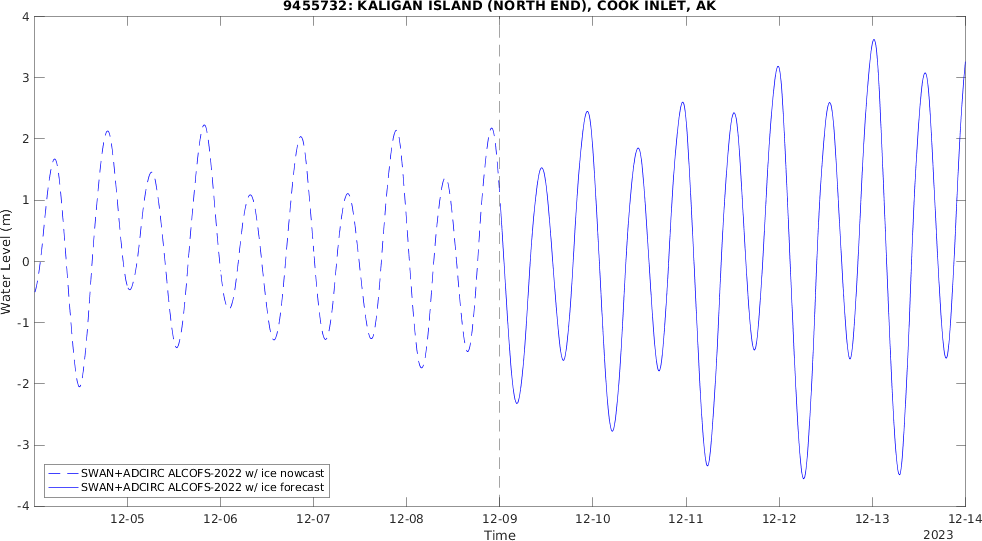 9455732: KALIGAN ISLAND (NORTH END), COOK INLET, AK
4
3
2
1
0
-1
-2
-3
-4
Water Level (m)
SWAN+ADCIRC ALCOFS-2022 w/ ice nowcast
SWAN+ADCIRC ALCOFS-2022 w/ ice forecast
12-05 12-06 12-07 12-08 12-09 12-10 12-11 12-12 12-13 12-14
Time
2023